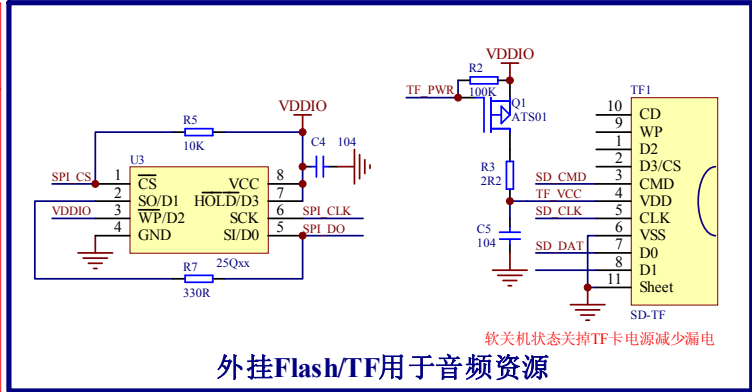 VDDIO
R2
100K
TF_PWR
Q1
ATS01
TF1
10 CD
9 WP
1 D2
2 D3/CS
SD_CMD 3 CMD
TF_VCC 4 VDD
SD_CLK 5 CLK
6 VSS
SD_DAT 7 D0
8 D1
11 Sheet
SD-TF
R3
2R2
C5
104
VDDIO
R5
10K
C4 104
U3
SPI_CS 1 CS VCC 8
2 SO/D1 HOLD/D3 7
VDDIO 3 WP/D2 SCK 6 SPI_CLK
4 GND SI/D0 5 SPI_DO
25Qxx
R7
330R
软关机状态关掉TF卡电源减少漏电
外挂Flash/TF用于音频资源